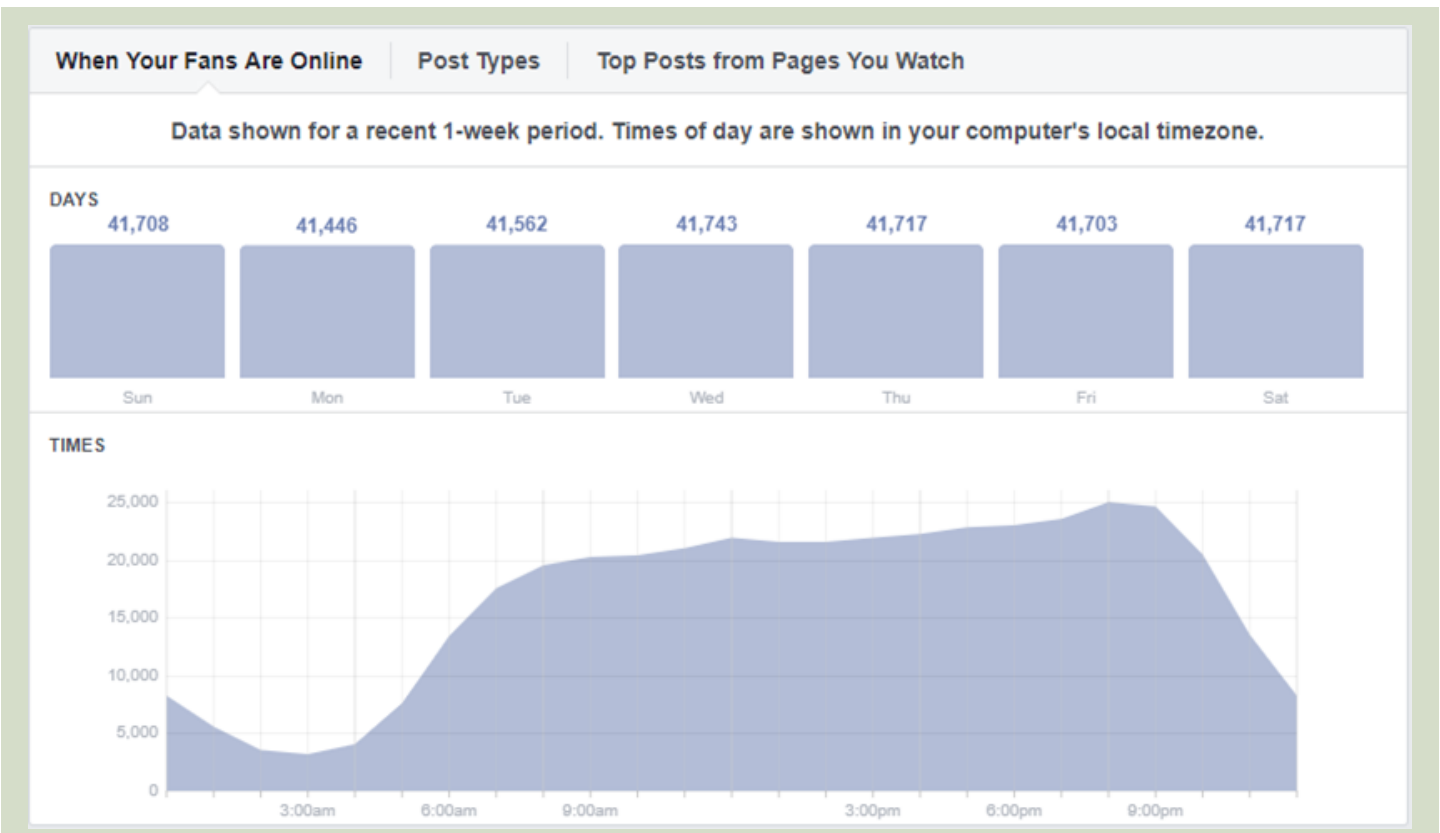 When Your Fans Are Online Post Types Top Posts from Pages You Watch
Data shown for a recent 1-week period. Times of day are shown in your computer's local timezone.
DAYS
41,708 41,446 41,562 41,743 41,717 41,703 41,717
Sun Mon Tue Wed Thu Fri Sat
TIMES
25,000
20,000
15,000
10,000
5,000
0
3:00am 6:00am 9:00am 3:00pm 6:00pm 9:00pm